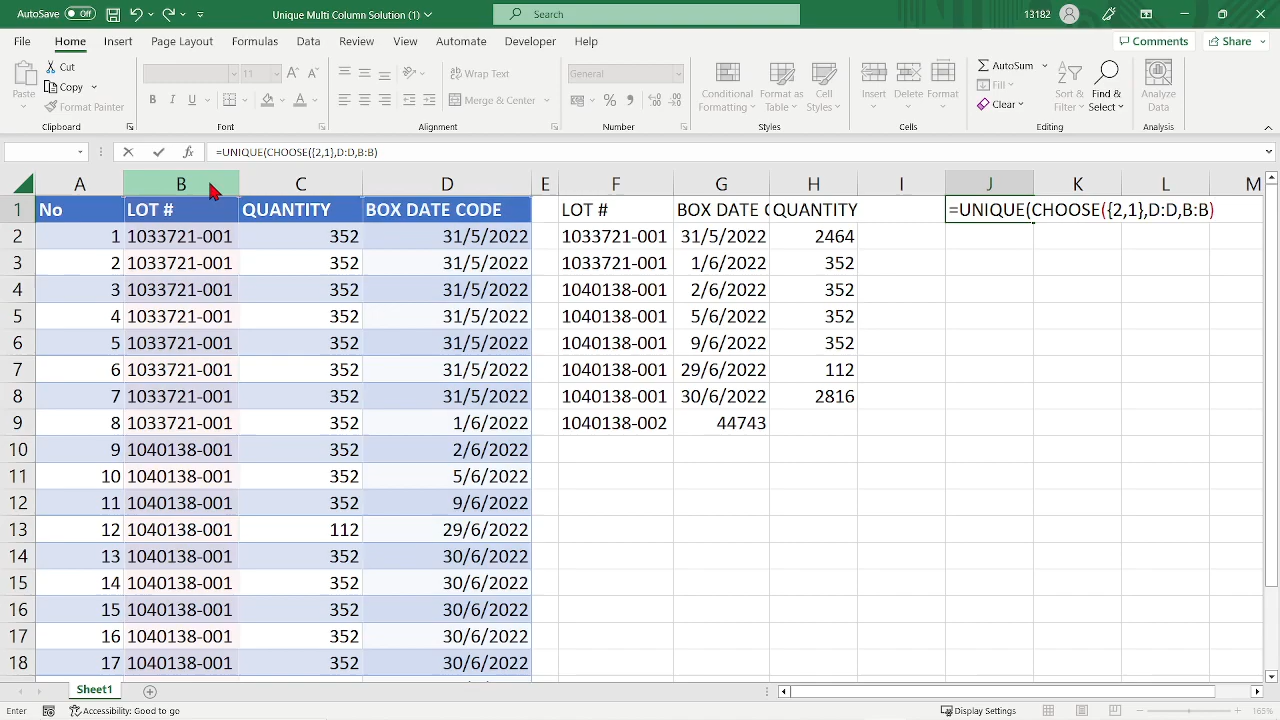 AutoSave Off Unique Multi Column Solution (1) Search 13182
File Home Insert Page Layout Formulas Data Review View Automate Developer Help Comments Share
Paste Cut Copy Format Painter
Clipboard
11
B I U A
Font
Wrap Text
Merge & Center
Alignment
General
% 9
Number
Conditional Formatting Format as Table Cell Styles
Styles
Insert Delete Format
Cells
AutoSum Fill Clear Sort & Filter Find & Select
Editing
Analyze Data
Analysis
fx =UNIQUE(CHOOSE({2,1},D:D,B:B)
A B C D E F G H I J K L M
1 No LOT # QUANTITY BOX DATE CODE LOT # BOX DATE C QUANTITY =UNIQUE(CHOOSE({2,1},D:D,B:B)
2 1 1033721-001 352 31/5/2022 1033721-001 31/5/2022 2464
3 2 1033721-001 352 31/5/2022 1033721-001 1/6/2022 352
4 3 1033721-001 352 31/5/2022 1040138-001 2/6/2022 352
5 4 1033721-001 352 31/5/2022 1040138-001 5/6/2022 352
6 5 1033721-001 352 31/5/2022 1040138-001 9/6/2022 352
7 6 1033721-001 352 31/5/2022 1040138-001 29/6/2022 112
8 7 1033721-001 352 31/5/2022 1040138-001 30/6/2022 2816
9 8 1033721-001 352 1/6/2022 1040138-002 44743
10 9 1040138-001 352 2/6/2022
11 10 1040138-001 352 5/6/2022
12 11 1040138-001 352 9/6/2022
13 12 1040138-001 112 29/6/2022
14 13 1040138-001 352 30/6/2022
15 14 1040138-001 352 30/6/2022
16 15 1040138-001 352 30/6/2022
17 16 1040138-001 352 30/6/2022
18 17 1040138-001 352 30/6/2022
Sheet1
Enter Accessibility: Good to go Display Settings 165%